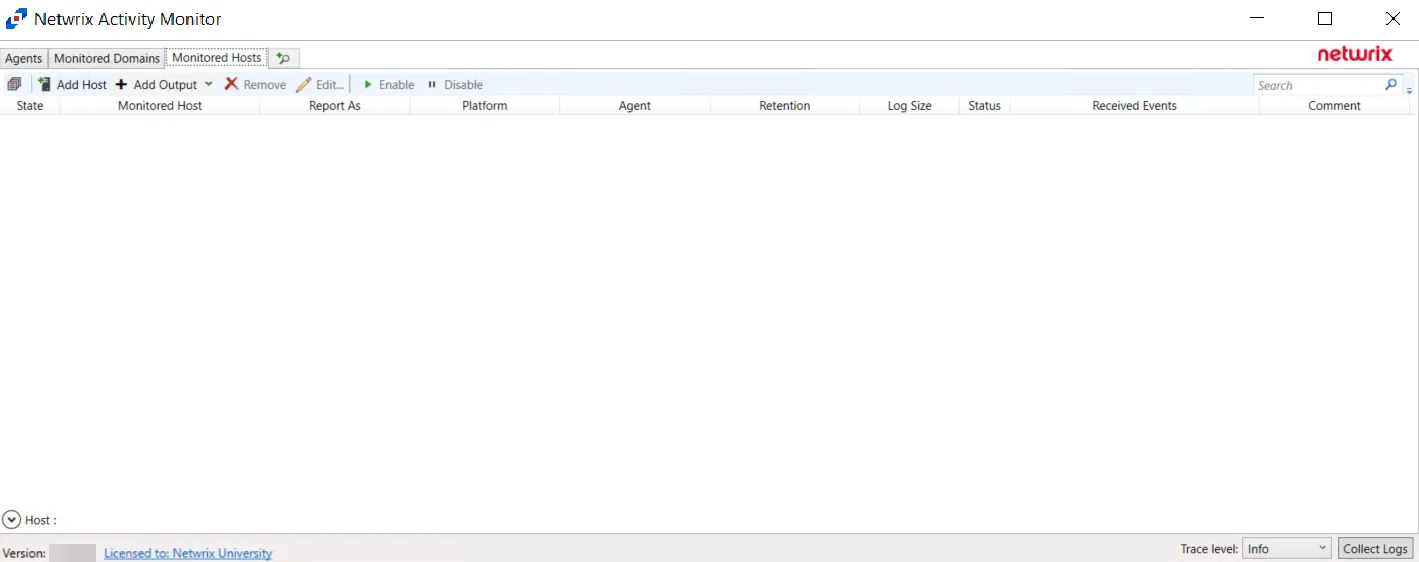 Netwrix Activity Monitor
Agents Monitored Domains Monitored Hosts
netwrix
Add Host Add Output Remove Edit... Enable Disable Search
State Monitored Host Report As Platform Agent Retention Log Size Status Received Events Comment
Host :
Version: Licensed to: Netwrix University Trace level: Info Collect Logs